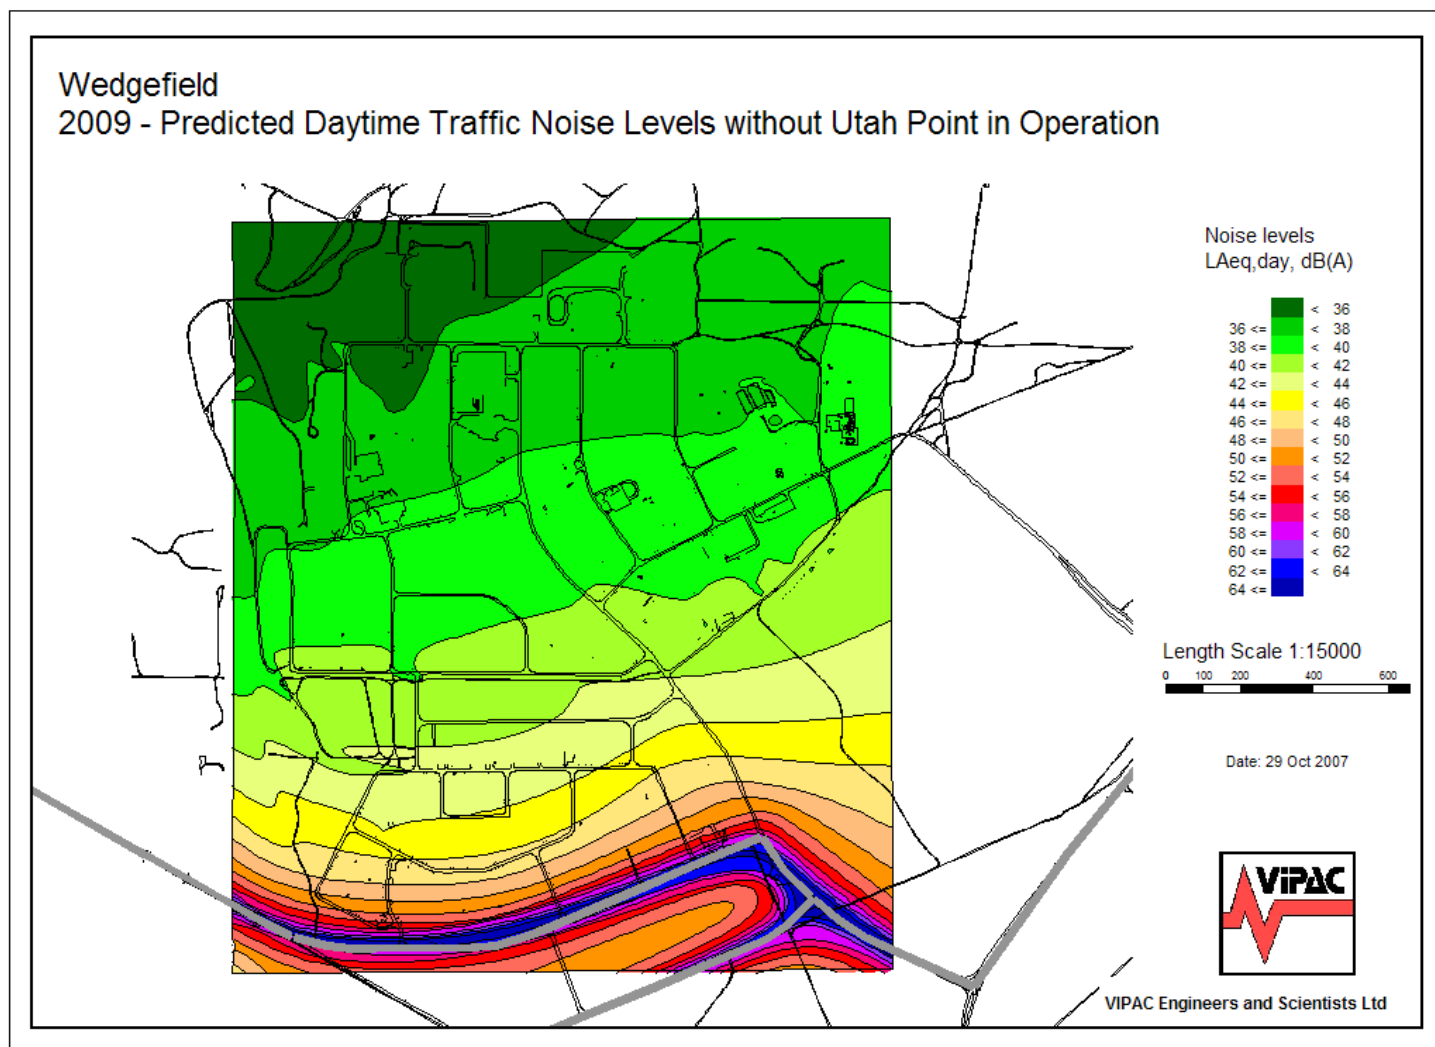 Wedgefield
2009 - Predicted Daytime Traffic Noise Levels without Utah Point in Operation
Noise levels
LAeq,day, dB(A)
< 36
36 <= < 38
38 <= < 40
40 <= < 42
42 <= < 44
44 <= < 46
46 <= < 48
48 <= < 50
50 <= < 52
52 <= < 54
54 <= < 56
56 <= < 58
58 <= < 60
60 <= < 62
62 <= < 64
64 <=
Length Scale 1:15000
0 100 200 400 600
Date: 29 Oct 2007
ViPAC
VIPAC Engineers and Scientists Ltd